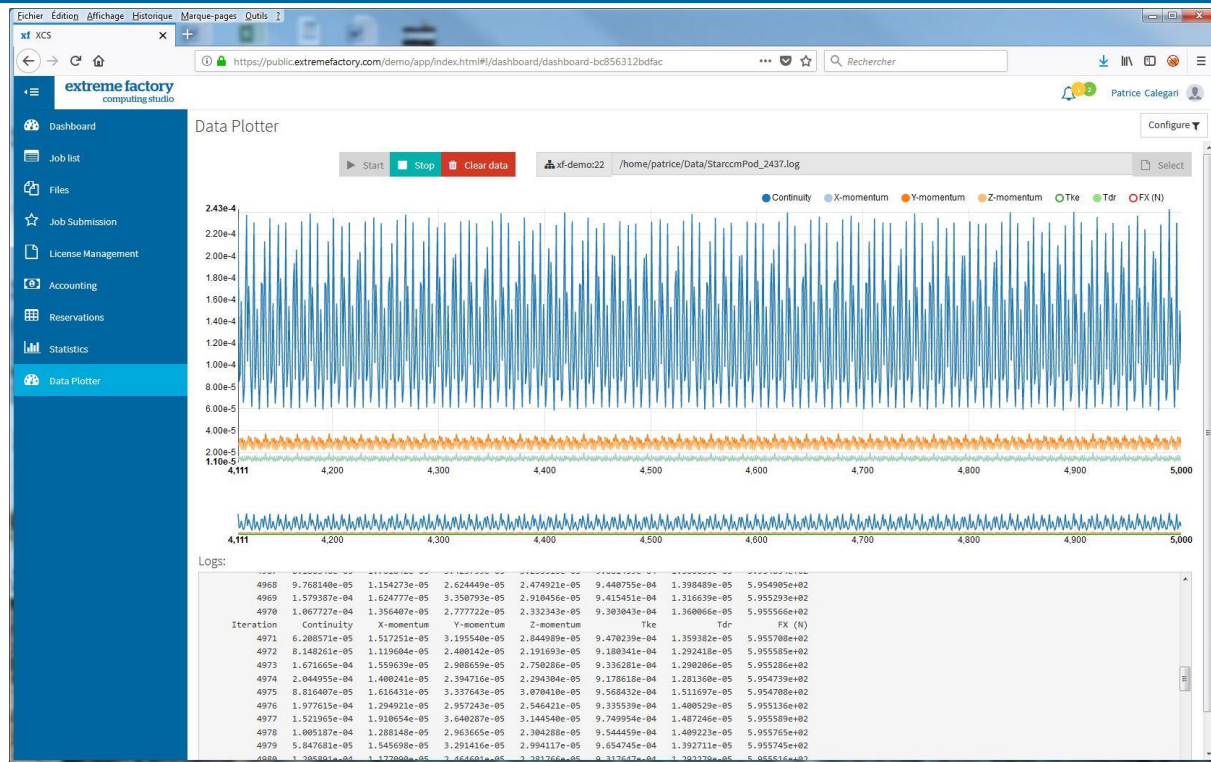 Fichier Édition Affichage Historique Marque-pages Outils ?
xf XCS
https://public.extremefactory.com/demo/app/index.html#!/dashboard/dashboard-bc856312bdfac
Rechercher
extreme factory
computing studio
2
Patrice Calegari
Dashboard
Job list
Files
Job Submission
License Management
Accounting
Reservations
Statistics
Data Plotter
Data Plotter
Configure
Start Stop Clear data xf-demo:22 /home/patrice/Data/StarccmPod_2437.log Select
Continuity X-momentum Y-momentum Z-momentum Tke Tdr FX (N)
2.43e-4
2.20e-4
2.00e-4
1.80e-4
1.60e-4
1.40e-4
1.20e-4
1.00e-4
8.00e-5
6.00e-5
4.00e-5
2.00e-5
1.10e-5
4,111 4,200 4,300 4,400 4,500 4,600 4,700 4,800 4,900 5,000
4,111 4,200 4,300 4,400 4,500 4,600 4,700 4,800 4,900 5,000
Logs:
4968 9.768140e-05 1.154273e-05 2.624449e-05 2.474921e-05 9.440755e-04 1.398489e-05 5.954905e+02
4969 1.579387e-04 1.624777e-05 3.350793e-05 2.910456e-05 9.415451e-04 1.316639e-05 5.955293e+02
4970 1.067727e-04 1.356407e-05 2.777722e-05 2.332343e-05 9.303043e-04 1.360066e-05 5.955566e+02
Iteration Continuity X-momentum Y-momentum Z-momentum Tke Tdr FX (N)
4971 6.208571e-05 1.517251e-05 3.195540e-05 2.844989e-05 9.470239e-04 1.359382e-05 5.955708e+02
4972 8.148261e-05 1.119604e-05 2.400142e-05 2.191693e-05 9.180341e-04 1.292418e-05 5.955585e+02
4973 1.671665e-04 1.559639e-05 2.908659e-05 2.750286e-05 9.336281e-04 1.290206e-05 5.955286e+02
4974 2.044955e-04 1.400241e-05 2.394716e-05 2.294304e-05 9.178618e-04 1.281360e-05 5.954739e+02
4975 8.816407e-05 1.616431e-05 3.337643e-05 3.070410e-05 9.568432e-04 1.511697e-05 5.954708e+02
4976 1.977615e-04 1.294921e-05 2.957243e-05 2.546421e-05 9.335539e-04 1.400529e-05 5.955136e+02
4977 1.521965e-04 1.910654e-05 3.640287e-05 3.144540e-05 9.749954e-04 1.487246e-05 5.955589e+02
4978 1.005187e-04 1.288148e-05 2.963665e-05 2.304288e-05 9.544459e-04 1.409223e-05 5.955765e+02
4979 5.847681e-05 1.545698e-05 3.291416e-05 2.994117e-05 9.654745e-04 1.392711e-05 5.955745e+02